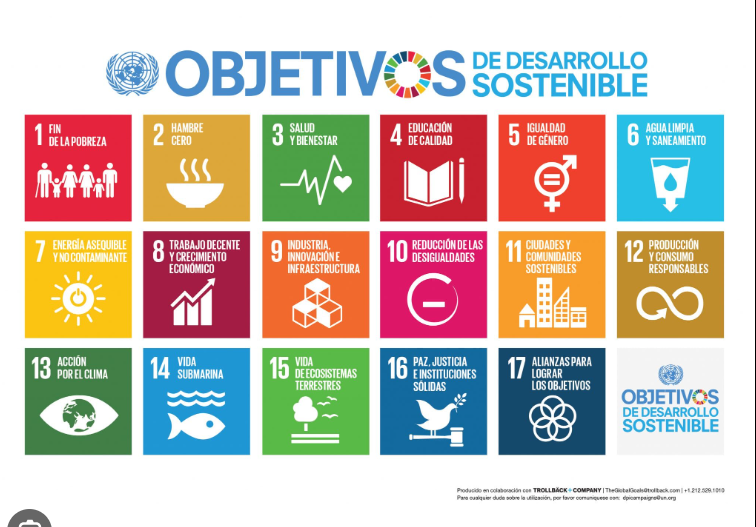 OBJETIVOS DE DESARROLLO
SOSTENIBLE
1 FIN
DE LA POBREZA
2 HAMBRE
CERO
3 SALUD
Y BIENESTAR
4 EDUCACIÓN
DE CALIDAD
5 IGUALDAD
DE GÉNERO
6 AGUA LIMPIA
Y SANEAMIENTO
7 ENERGÍA ASEQUIBLE
Y NO CONTAMINANTE
8 TRABAJO DECENTE
Y CRECIMIENTO
ECONÓMICO
9 INDUSTRIA,
INNOVACIÓN E
INFRAESTRUCTURA
10 REDUCCIÓN DE LAS
DESIGUALDADES
11 CIUDADES Y
COMUNIDADES
SOSTENIBLES
12 PRODUCCIÓN
Y CONSUMO
RESPONSABLES
13 ACCIÓN
POR EL CLIMA
14 VIDA
SUBMARINA
15 VIDA
DE ECOSISTEMAS
TERRESTRES
16 PAZ, JUSTICIA
E INSTITUCIONES
SÓLIDAS
17 ALIANZAS PARA
LOGRAR
LOS OBJETIVOS
OBJETIVOS
DE DESARROLLO
SOSTENIBLE
Producido en colaboración con TROLLBÄCK + COMPANY | TheGlobalGoals@trollback.com | +1.212.529.1010
Para cualquier duda sobre la utilización, por favor comuníquese con: dpicampaigns@un.org